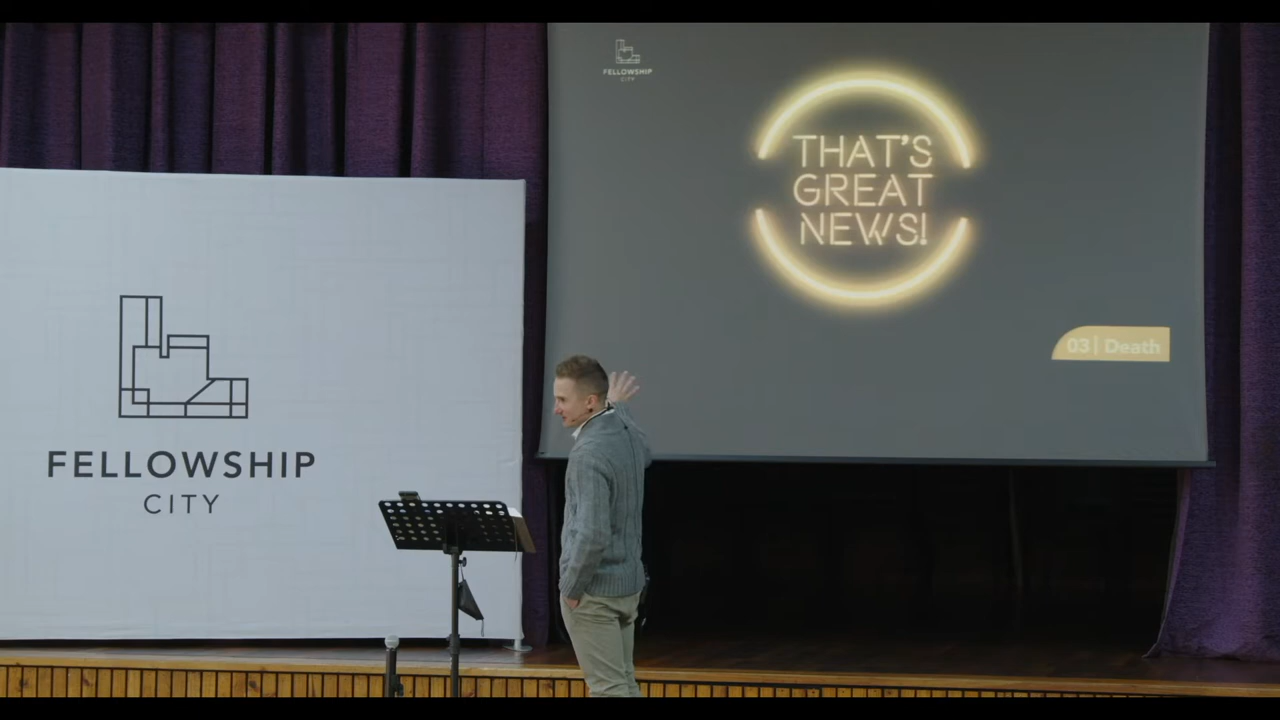 FELLOWSHIP
CITY
THAT'S
GREAT
NEWS!
03 | Death
FELLOWSHIP
CITY